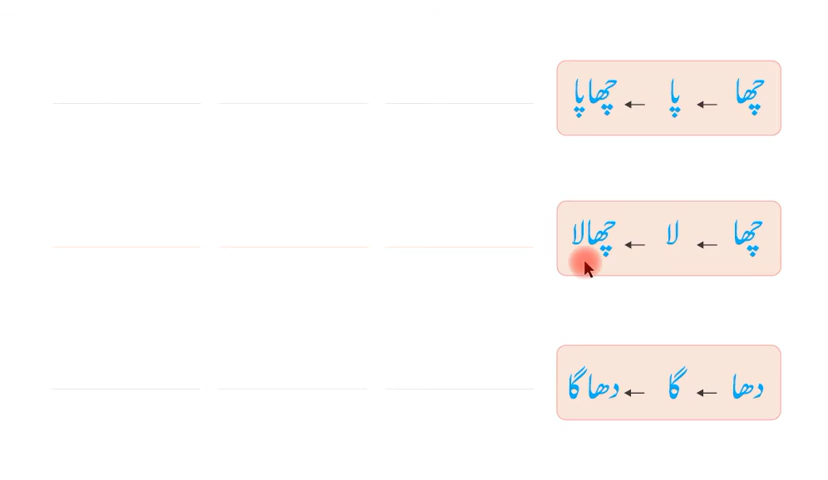 چھا ← پا ← چھاپا
چھا ← لا ← چھالا
دھا ← گا ← دھاگا